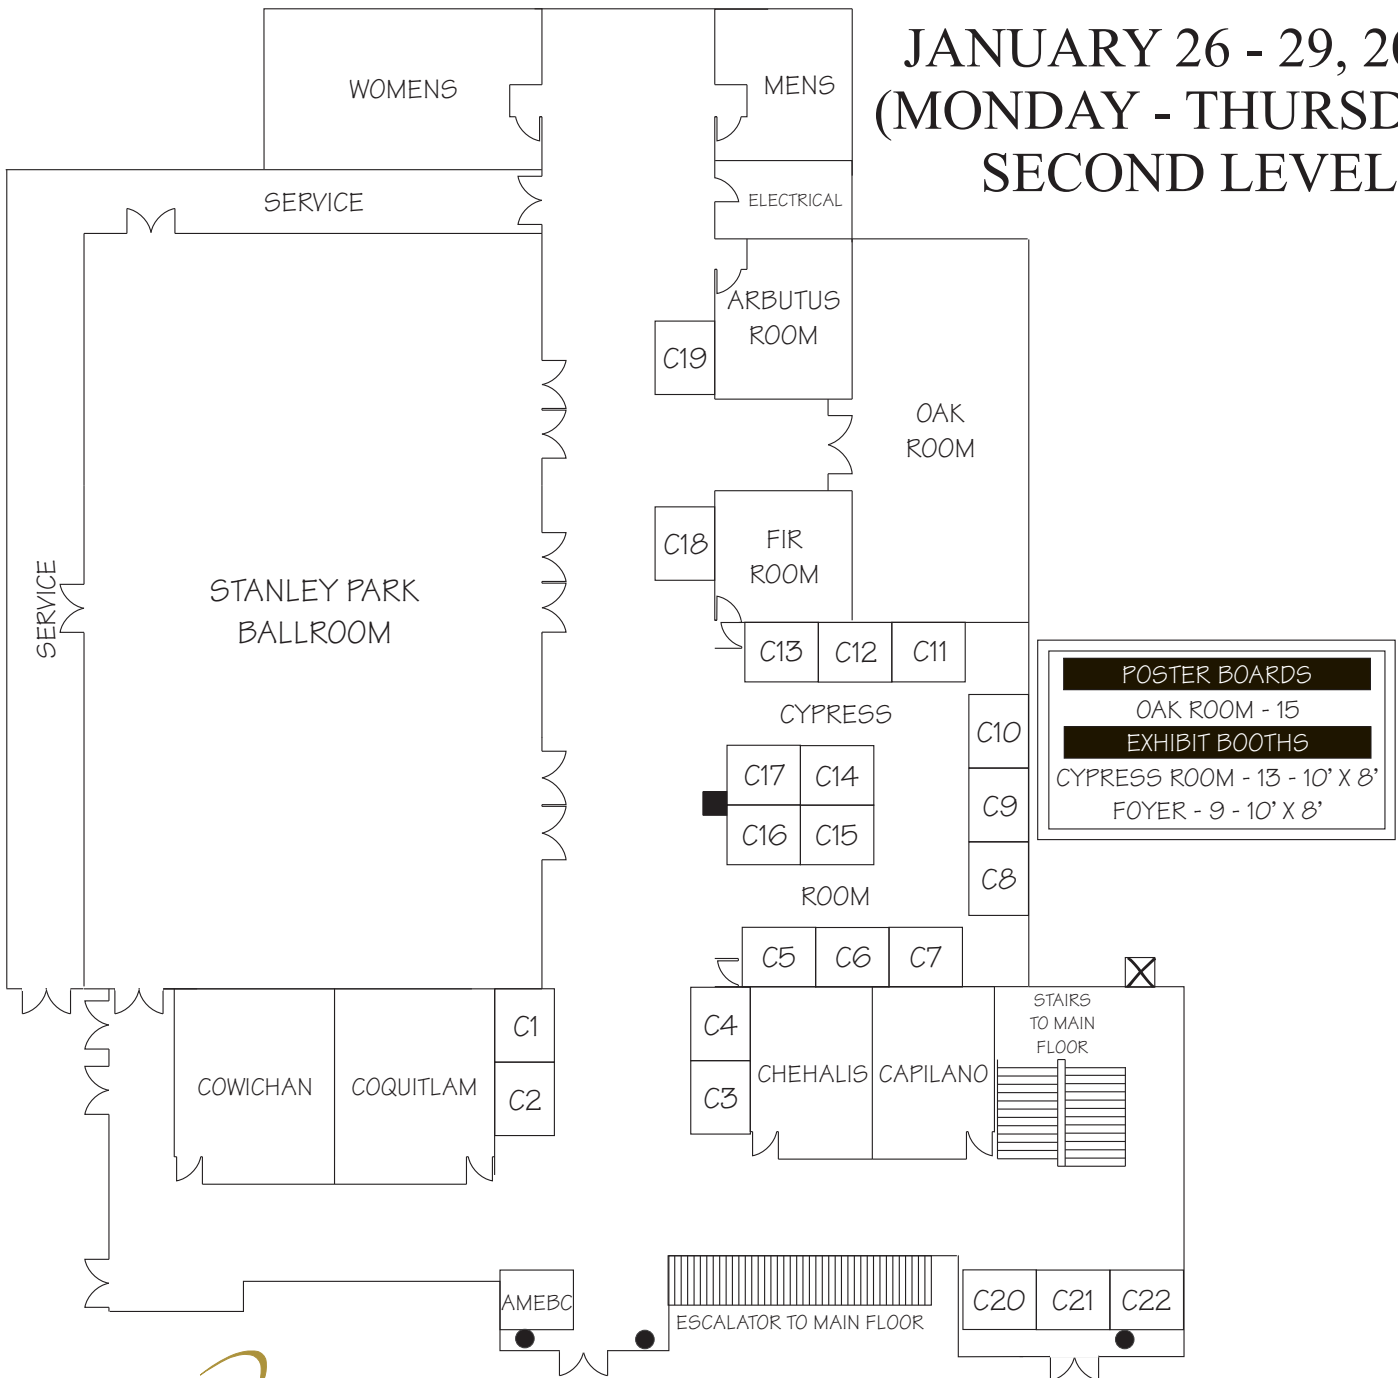 JANUARY 26 - 29,
(MONDAY -
SECOND LEVEL
WOMENS
MENS
SERVICE
ELECTRICAL
ARBUTUS
ROOM
C19
OAK
ROOM
C18
FIR
ROOM
STANLEY PARK
BALLROOM
SERVICE
C13
C12
C11
CYPRESS
C10
C17
C14
C9
C16
C15
C8
ROOM
C5
C6
C7
POSTER BOARDS
OAK ROOM - 15
EXHIBIT BOOTHS
CYPRESS ROOM - 13 - 10' X 8'
FOYER - 9 - 10' X 8'
C1
C4
STAIRS
TO MAIN
FLOOR
COWICHAN
COQUITLAM
C2
C3
CHEHALIS
CAPILANO
AMEBC
ESCALATOR TO MAIN FLOOR
C20
C21
C22